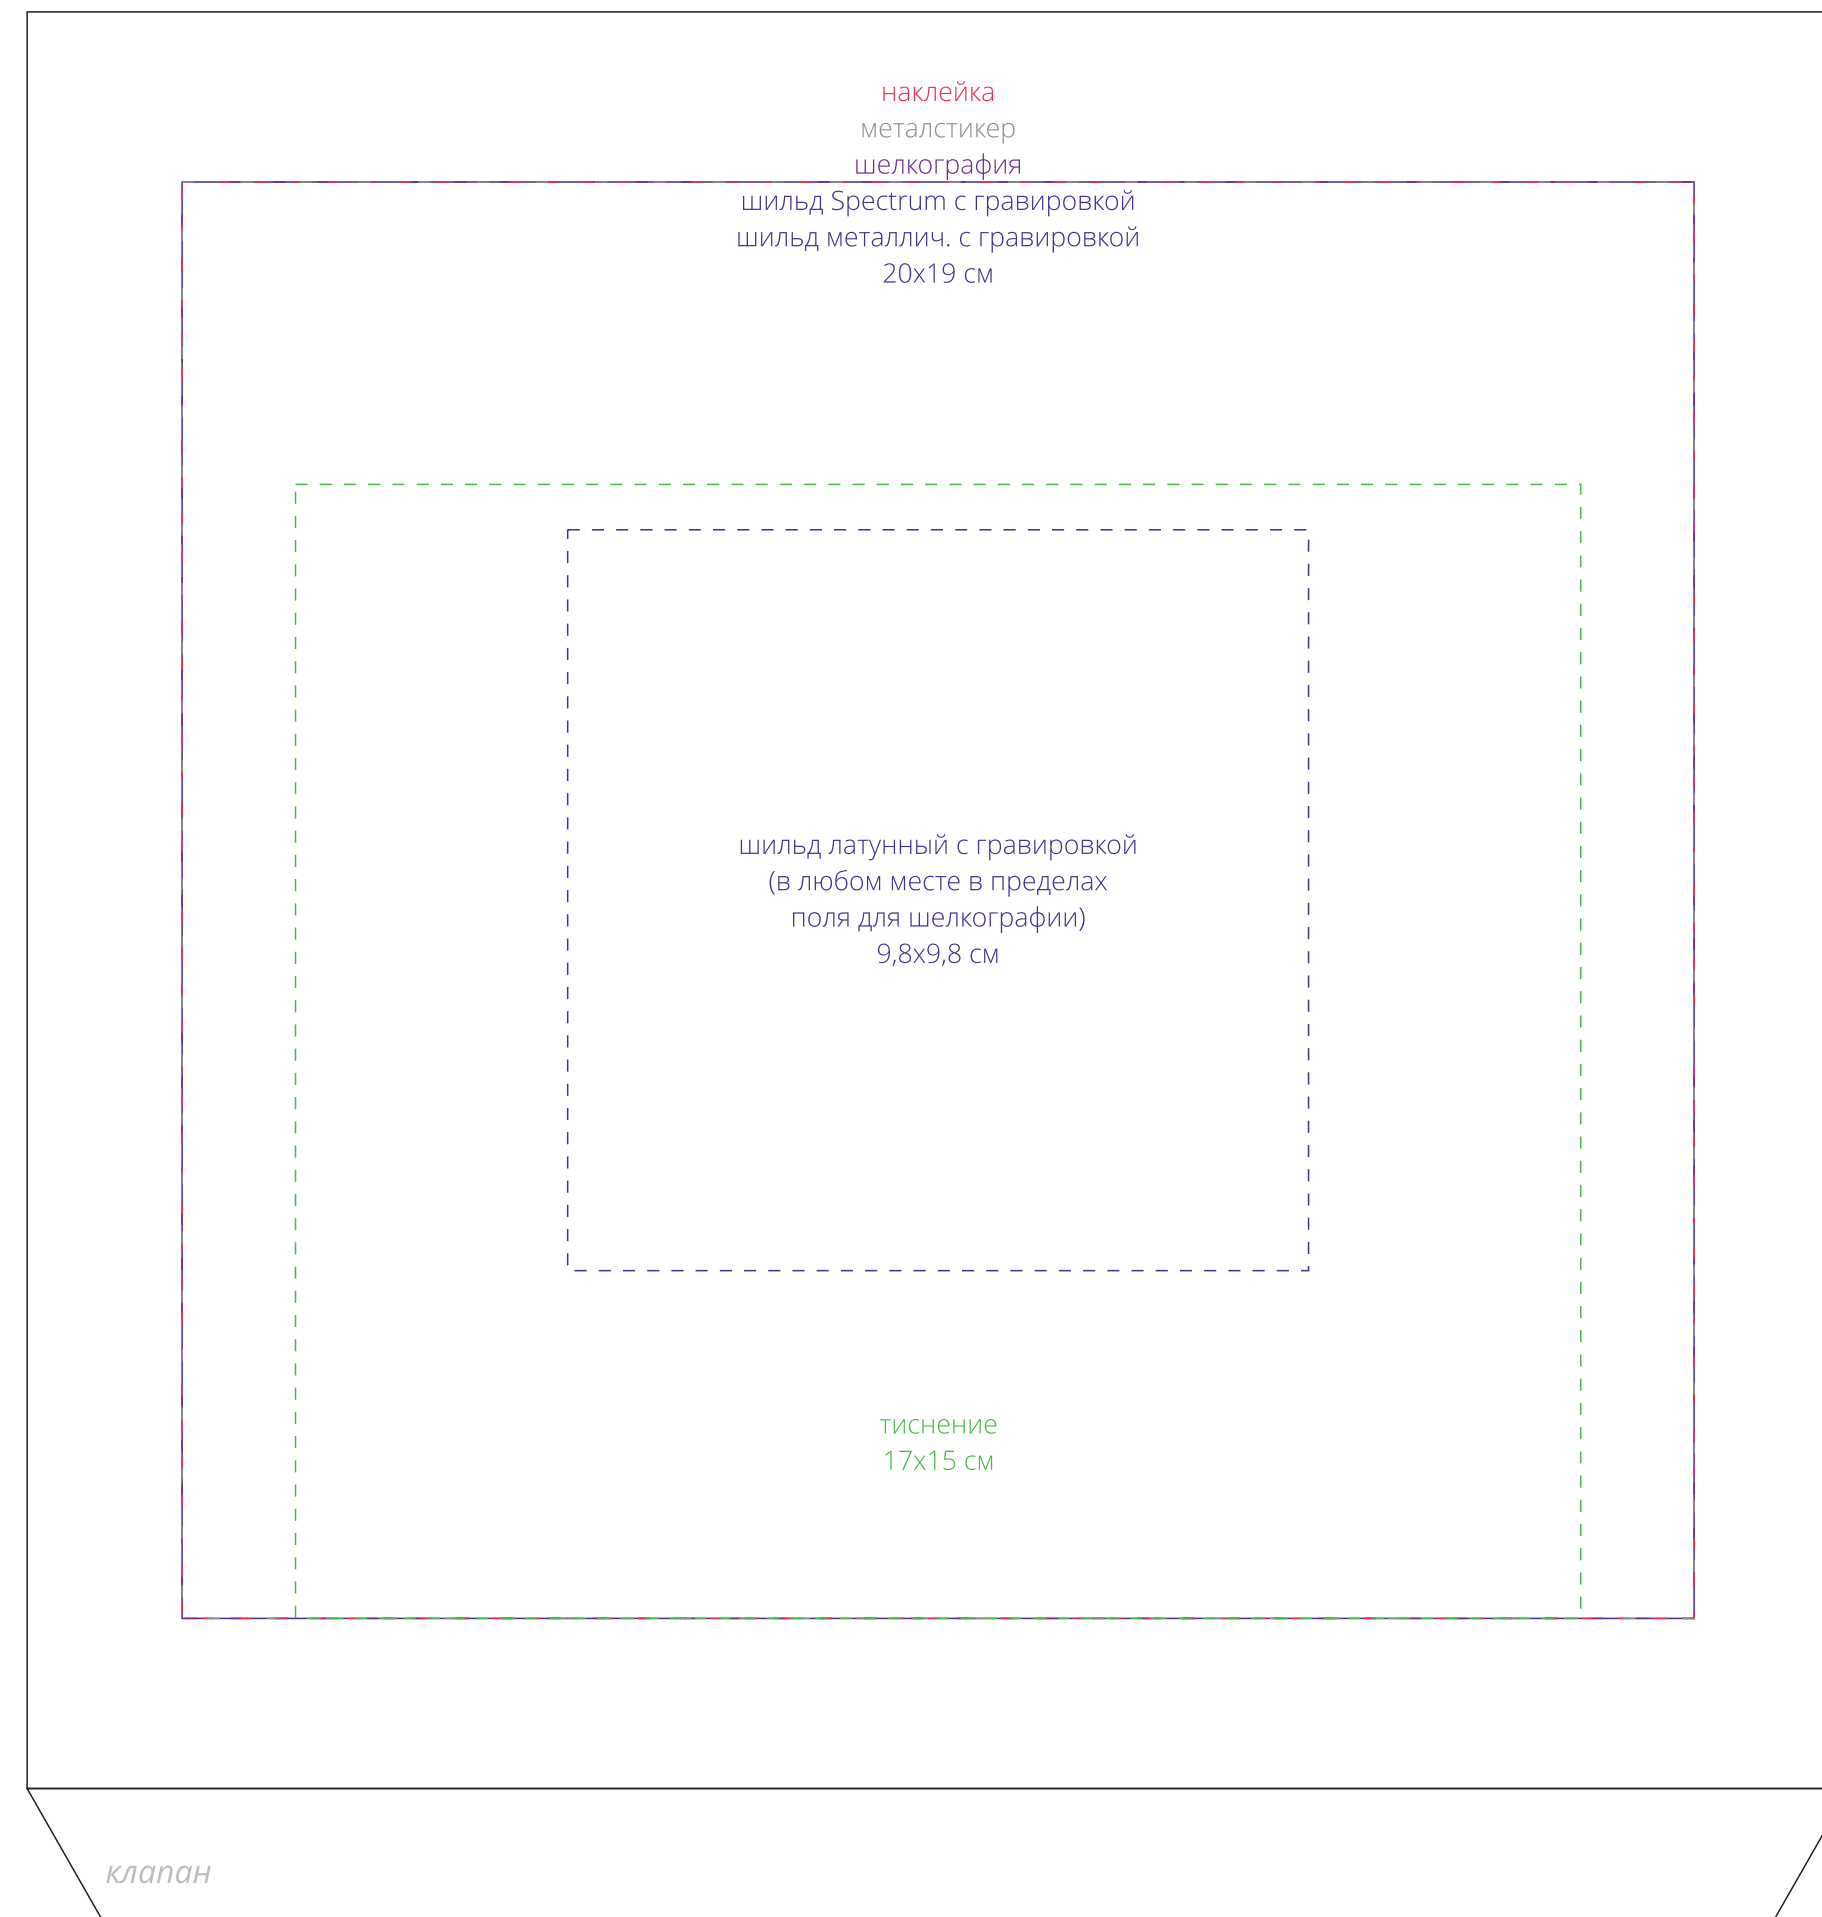 наклейка
металстикер
шелкография
шильд Spectrum с гравировкой
шильд металлич. с гравировкой
20х19 см
шильд латунный с гравировкой
(в любом месте в пределах
поля для шелкографии)
9,8х9,8 см
тиснение
17х15 см
клапан